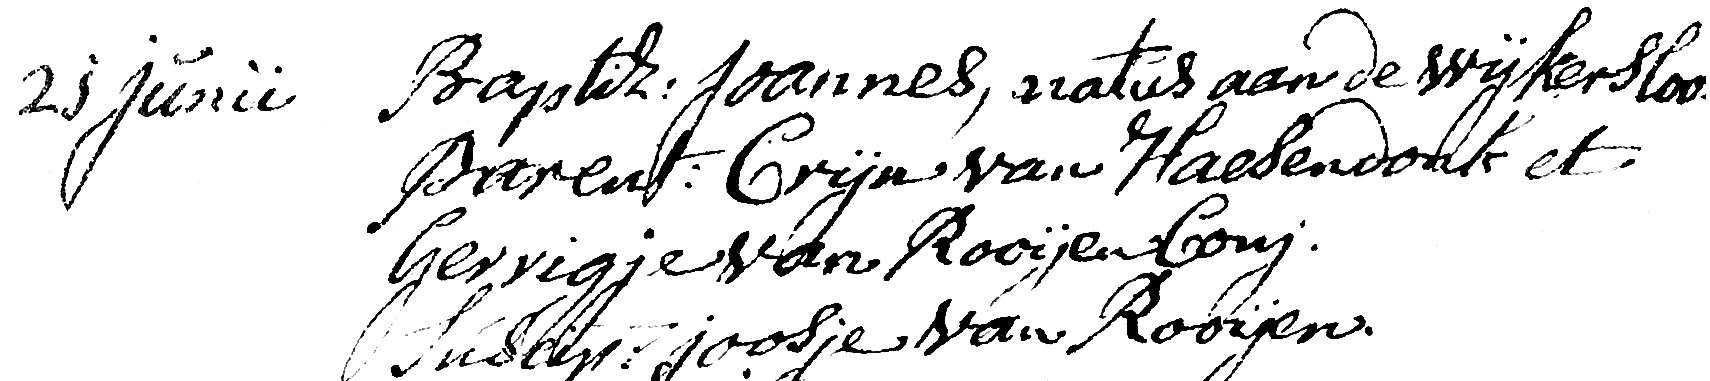 25 junii Baptiz: Joannes, natus aan de wijkersloo
Parent: Crijn van Haesendonk et
Gerrigje van Rooijen Conj.
Suscep: joosje van Rooijen.